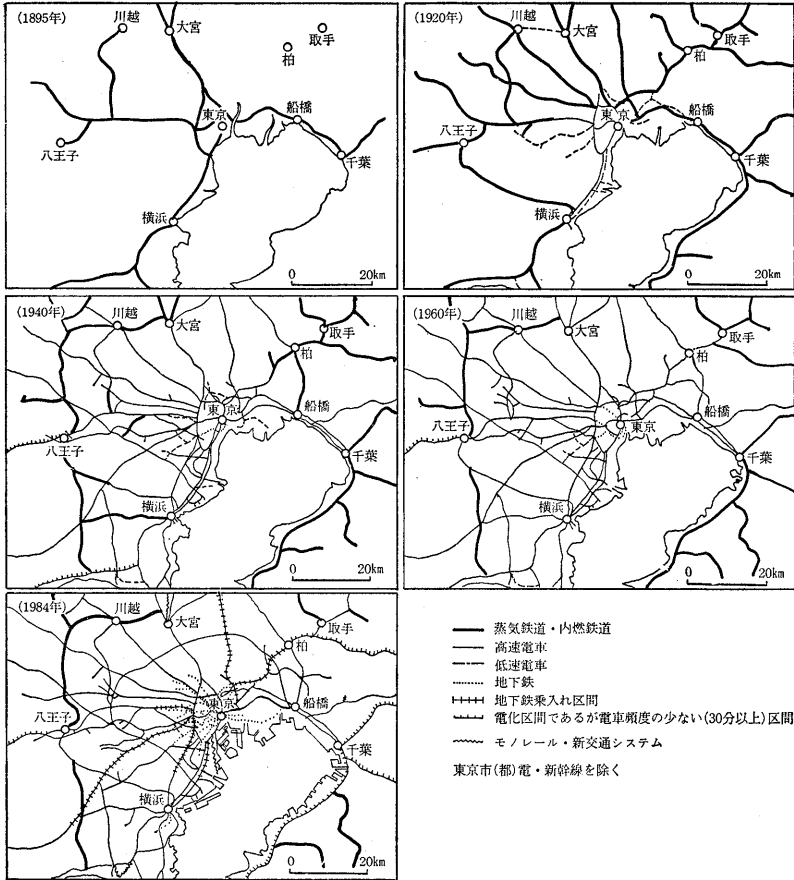 (1895年)
川越
大宮
取手
柏
東京
船橋
八王子
千葉
横浜
0 20km
(1920年)
川越
大宮
取手
柏
東京
船橋
八王子
千葉
横浜
0 20km
(1940年)
川越
大宮
取手
柏
東京
船橋
八王子
千葉
横浜
0 20km
(1960年)
川越
大宮
取手
柏
船橋
東京
八王子
千葉
横浜
0 20km
(1984年)
川越
大宮
取手
柏
東京
船橋
八王子
千葉
横浜
0 20km
蒸気鉄道・内燃鉄道
高速電車
低速電車
地下鉄
地下鉄乗入れ区間
電化区間であるが電車頻度の少ない(30分以上)区間
モノレール・新交通システム
東京市(都)電・新幹線を除く